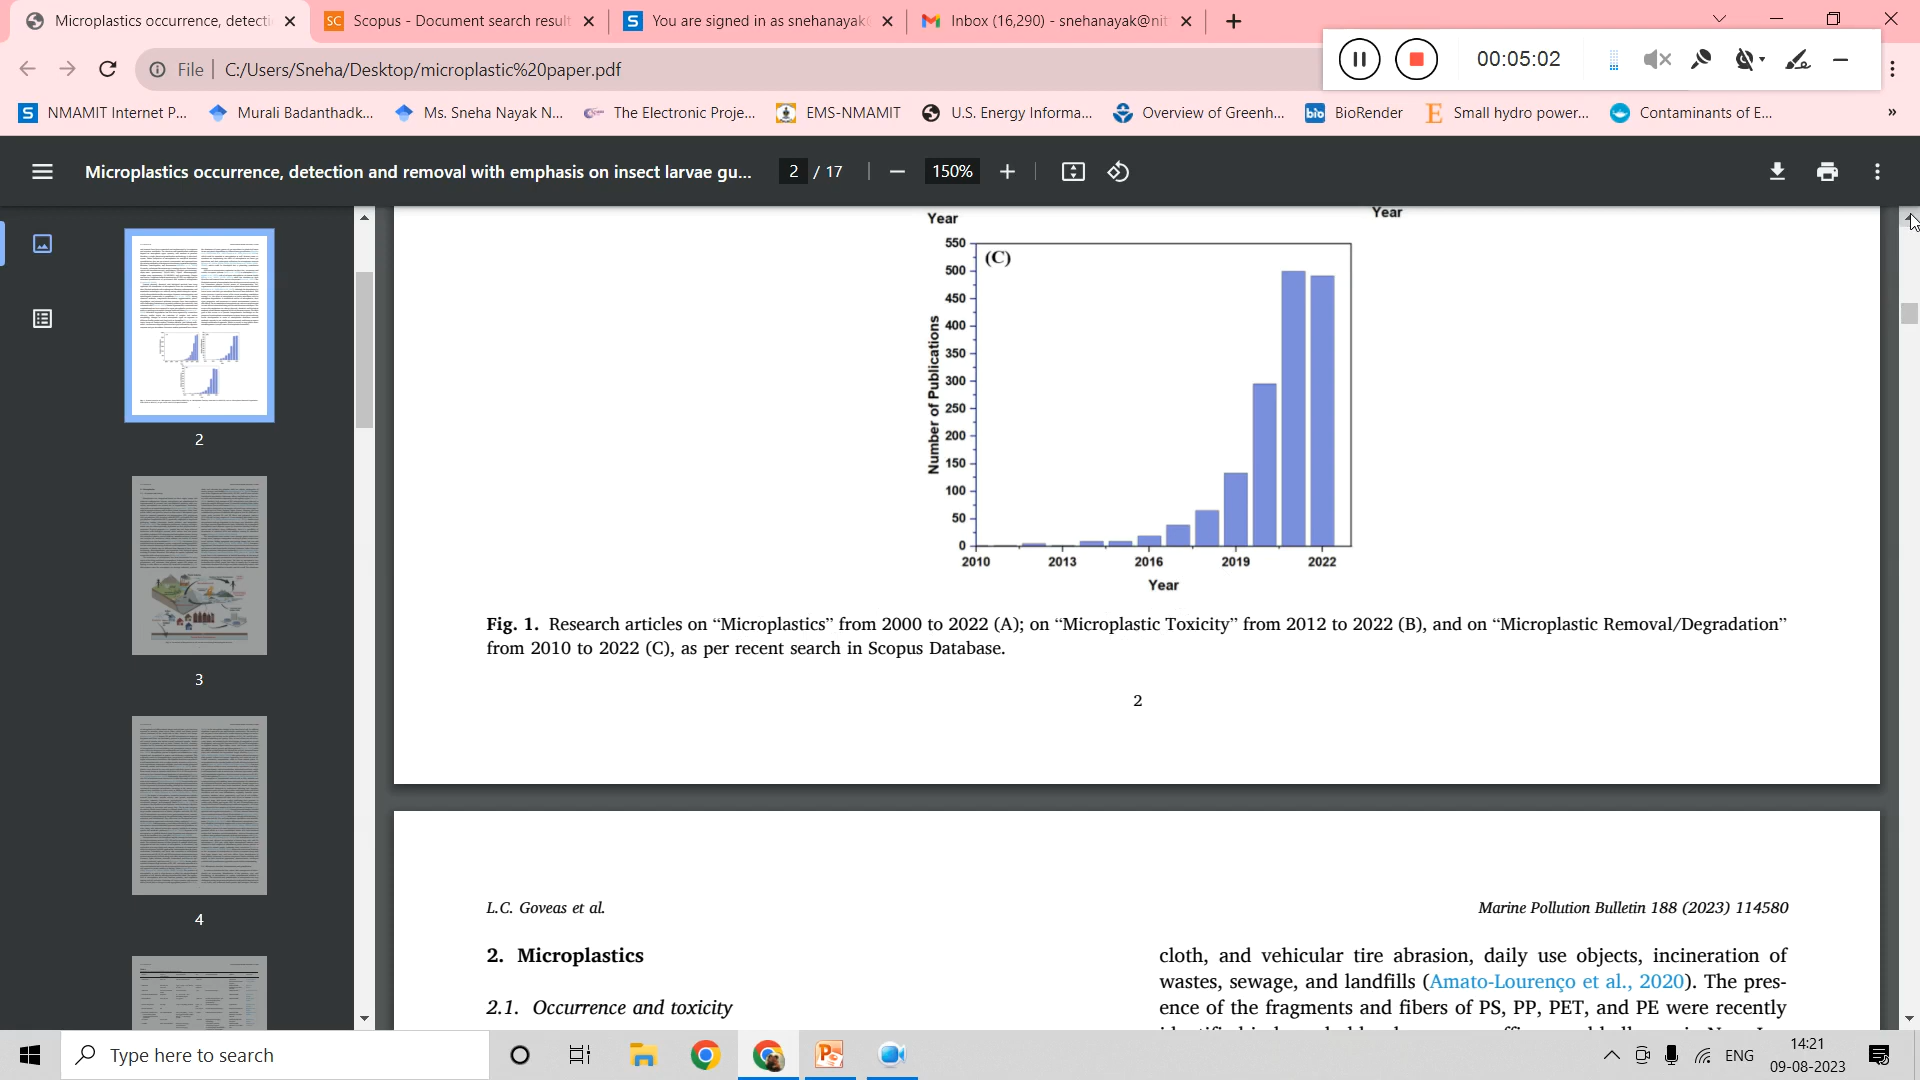 Microplastics occurrence, detecti
Scopus - Document search result
You are signed in as snehanayak
Inbox (16,290) - snehanayak@nit
File
C:/Users/Sneha/Desktop/microplastic%20paper.pdf
00:05:02
NMAMIT Internet P...
Murali Badanthadk...
Ms. Sneha Nayak N...
The Electronic Proje...
EMS-NMAMIT
U.S. Energy Informa...
Overview of Greenh...
BioRender
Small hydro power...
Contaminants of E...
»
Microplastics occurrence, detection and removal with emphasis on insect larvae gu...
2 / 17
150%
2
3
4
Year
Year
(C)
Number of Publications
550
500
450
400
350
300
250
200
150
100
50
0
2010 2013 2016 2019 2022
Year
Fig. 1. Research articles on “Microplastics” from 2000 to 2022 (A); on “Microplastic Toxicity” from 2012 to 2022 (B), and on “Microplastic Removal/Degradation”
from 2010 to 2022 (C), as per recent search in Scopus Database.
2
L.C. Goveas et al.
Marine Pollution Bulletin 188 (2023) 114580
2. Microplastics
2.1. Occurrence and toxicity
cloth, and vehicular tire abrasion, daily use objects, incineration of
wastes, sewage, and landfills (Amato-Lourenço et al., 2020). The pres-
ence of the fragments and fibers of PS, PP, PET, and PE were recently
Type here to search
ENG
14:21
09-08-2023